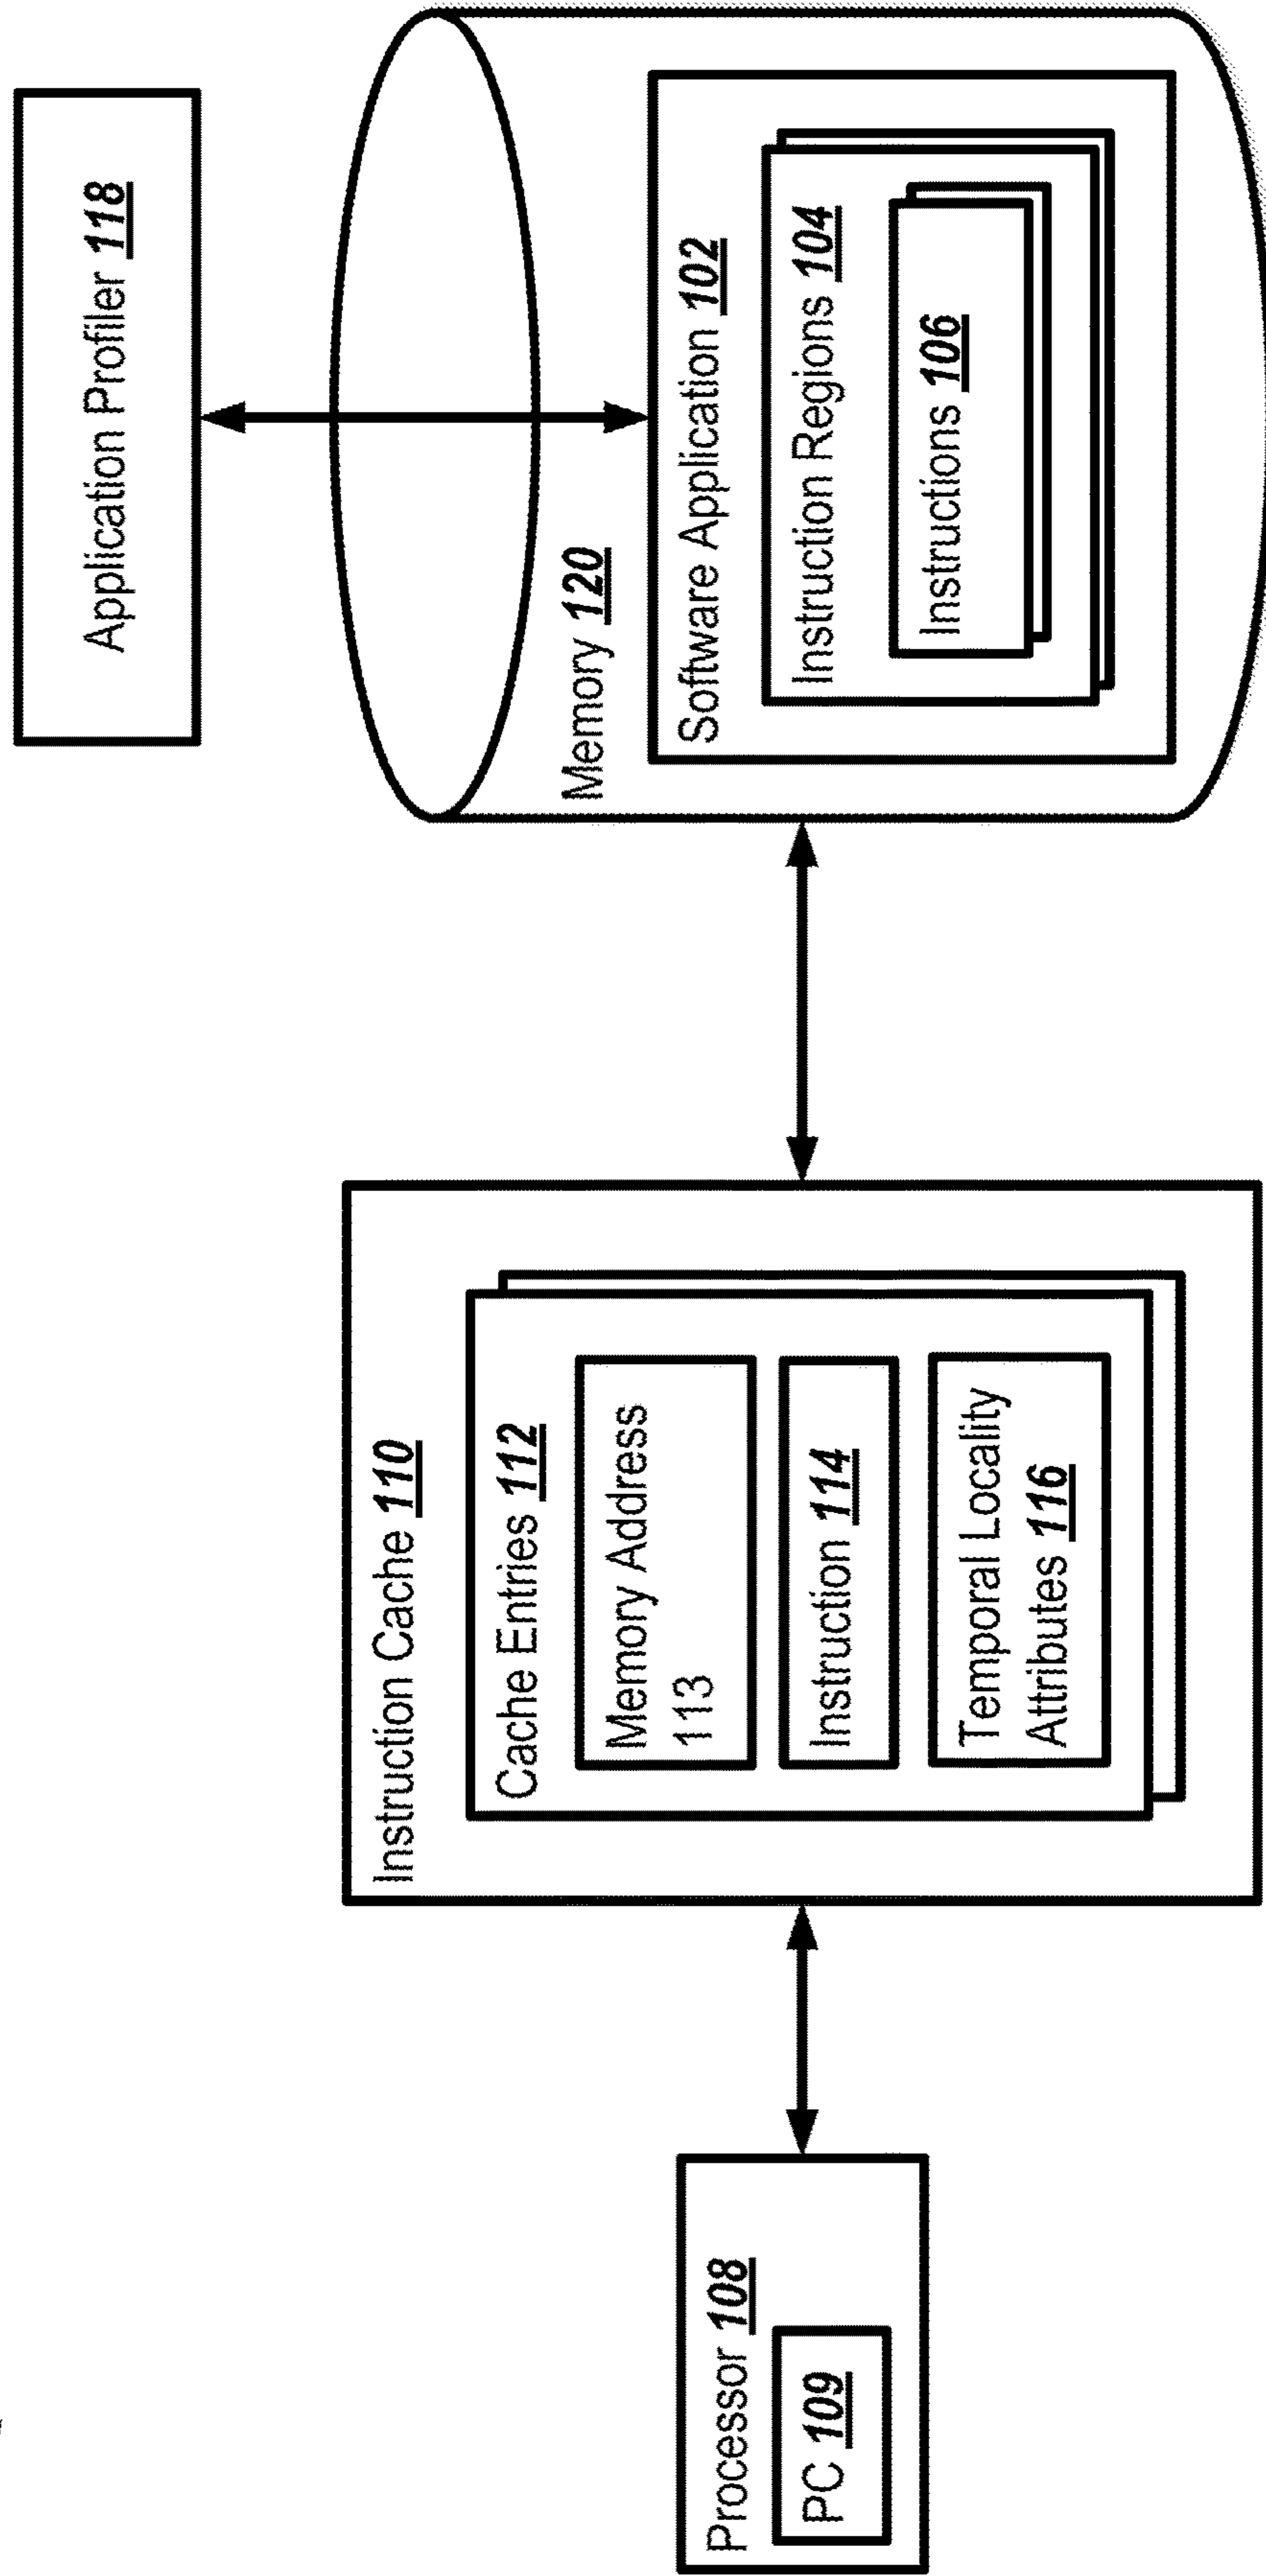 Application Profiler 118
Memory 120
Software Application 102
Instruction Regions 104
Instructions 106
Instruction Cache 110
Cache Entries 112
Memory Address
113
Instruction 114
Temporal Locality
Attributes 116
Processor 108
PC 109